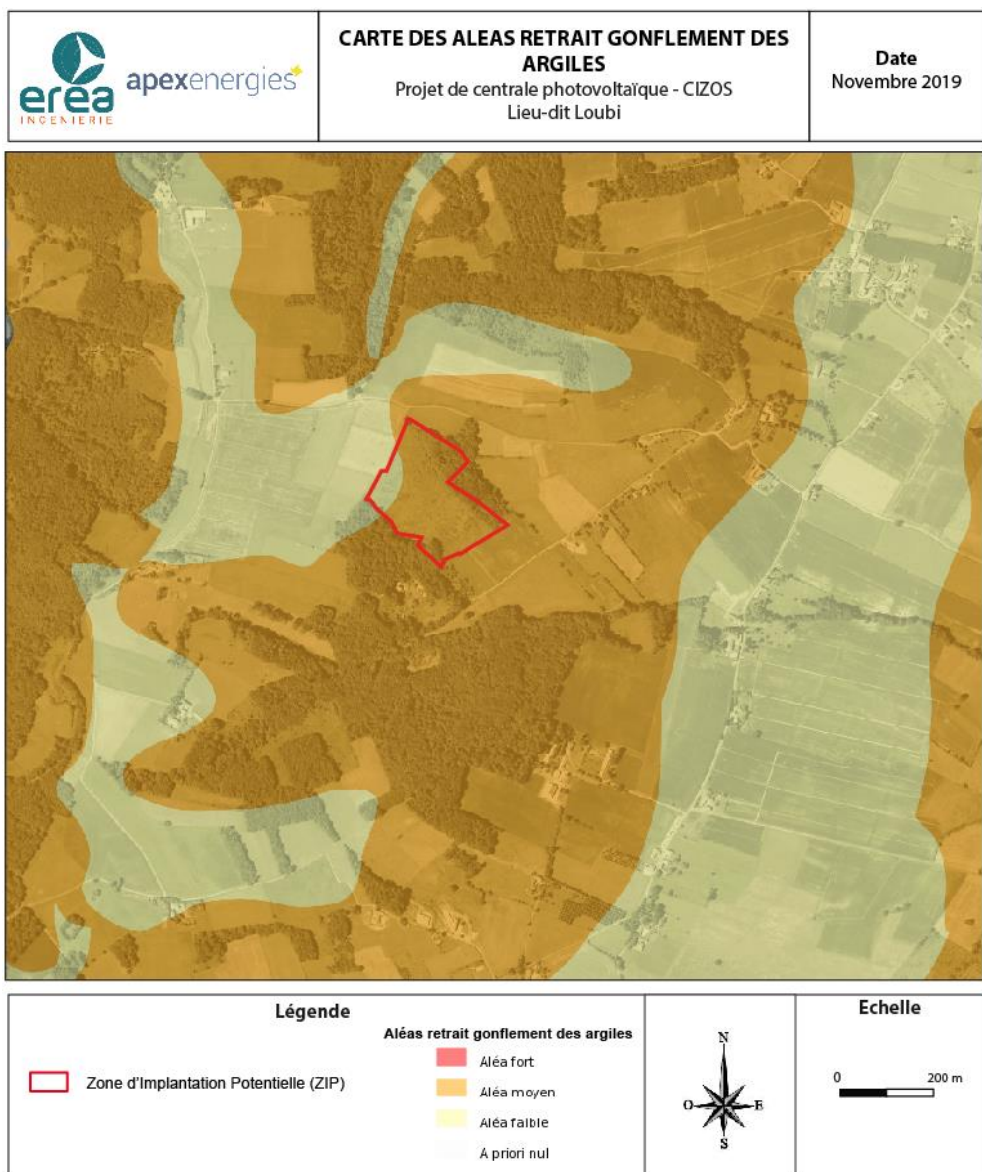 erea
INGENIERIE
apexenergies
CARTE DES ALEAS RETRAIT GONFLEMENT DES
ARGILES
Projet de centrale photovoltaïque - CIZOS
Lieu-dit Loubi
Date
Novembre 2019
Légende
Zone d'Implantation Potentielle (ZIP)
Aléas retrait gonflement des argiles
Aléa fort
Aléa moyen
Aléa faible
A priori nul
N
O
E
S
Echelle
0
200 m